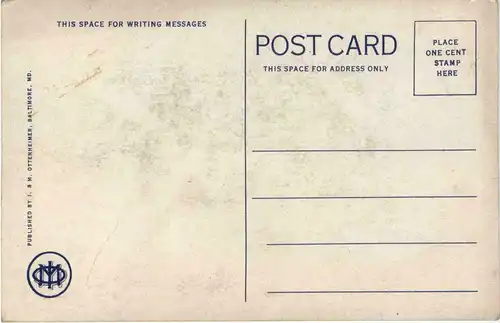 THIS SPACE FOR WRITING MESSAGES
POST CARD
THIS SPACE FOR ADDRESS ONLY
PLACE
ONE CENT
STAMP
HERE
PUBLISHED BY I. & M. OTTENHEIMER, BALTIMORE, MD.